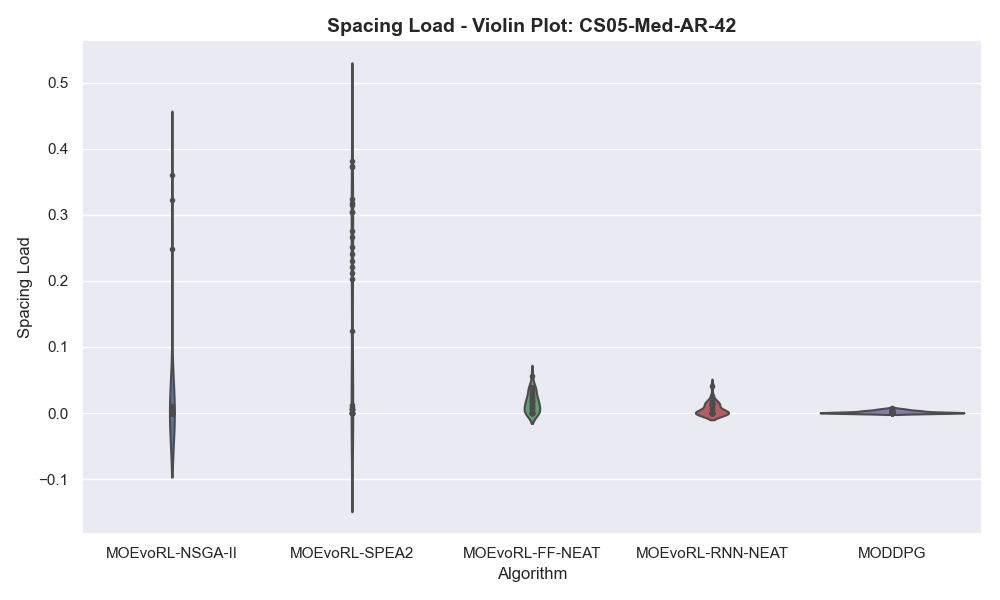 Spacing Load - Violin Plot: CS05-Med-AR-42
0.5
0.4
0.3
0.2
0.1
0.0
−0.1
Spacing Load
MOEvoRL-NSGA-II MOEvoRL-SPEA2 MOEvoRL-FF-NEAT MOEvoRL-RNN-NEAT MODDPG
Algorithm